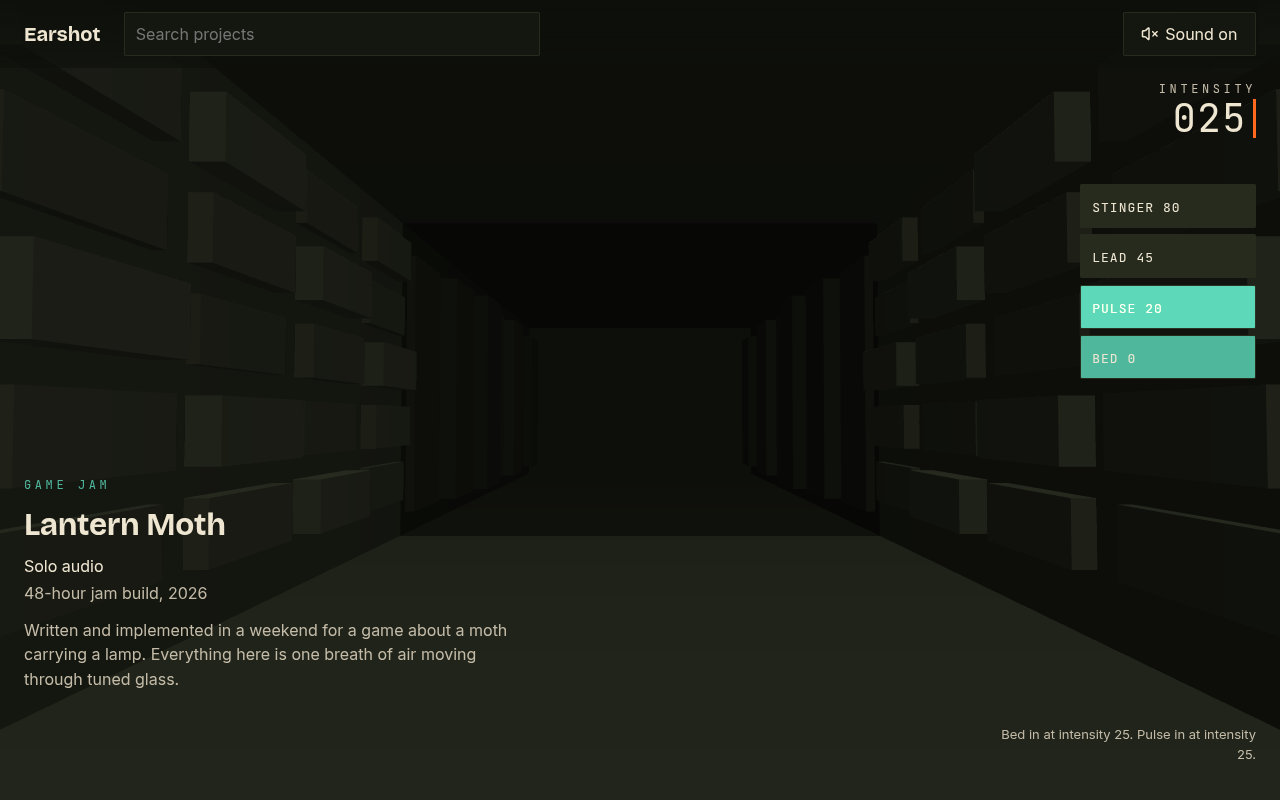 Earshot
Search projects
Sound on
INTENSITY
025
STINGER 80
LEAD 45
PULSE 20
BED 0
GAME JAM
Lantern Moth
Solo audio
48-hour jam build, 2026
Written and implemented in a weekend for a game about a moth
carrying a lamp. Everything here is one breath of air moving
through tuned glass.
Bed in at intensity 25. Pulse in at intensity
25.